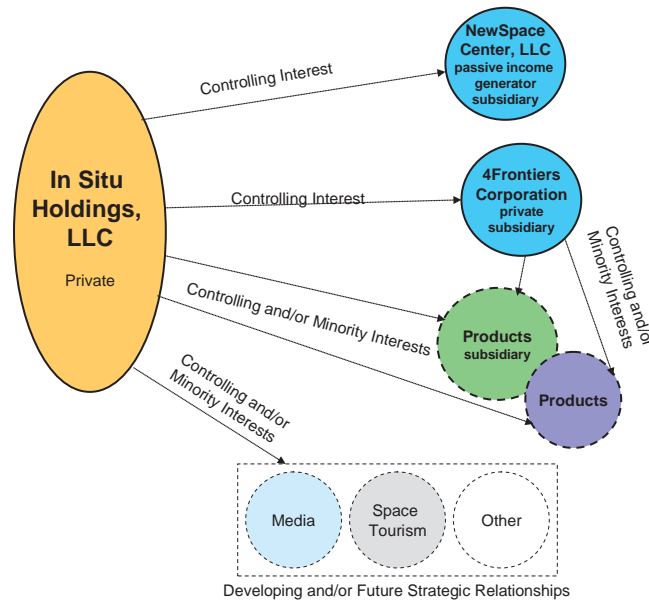 NewSpace
Center, LLC
passive income
generator
subsidiary
Controlling Interest
In Situ
Holdings,
LLC
Private
Controlling Interest
4Frontiers
Corporation
private
subsidiary
Controlling and/or
Minority Interests
Controlling and/or Minority Interests
Products
subsidiary
Products
Controlling and/or
Minority Interests
Media
Space
Tourism
Other
Developing and/or Future Strategic Relationships